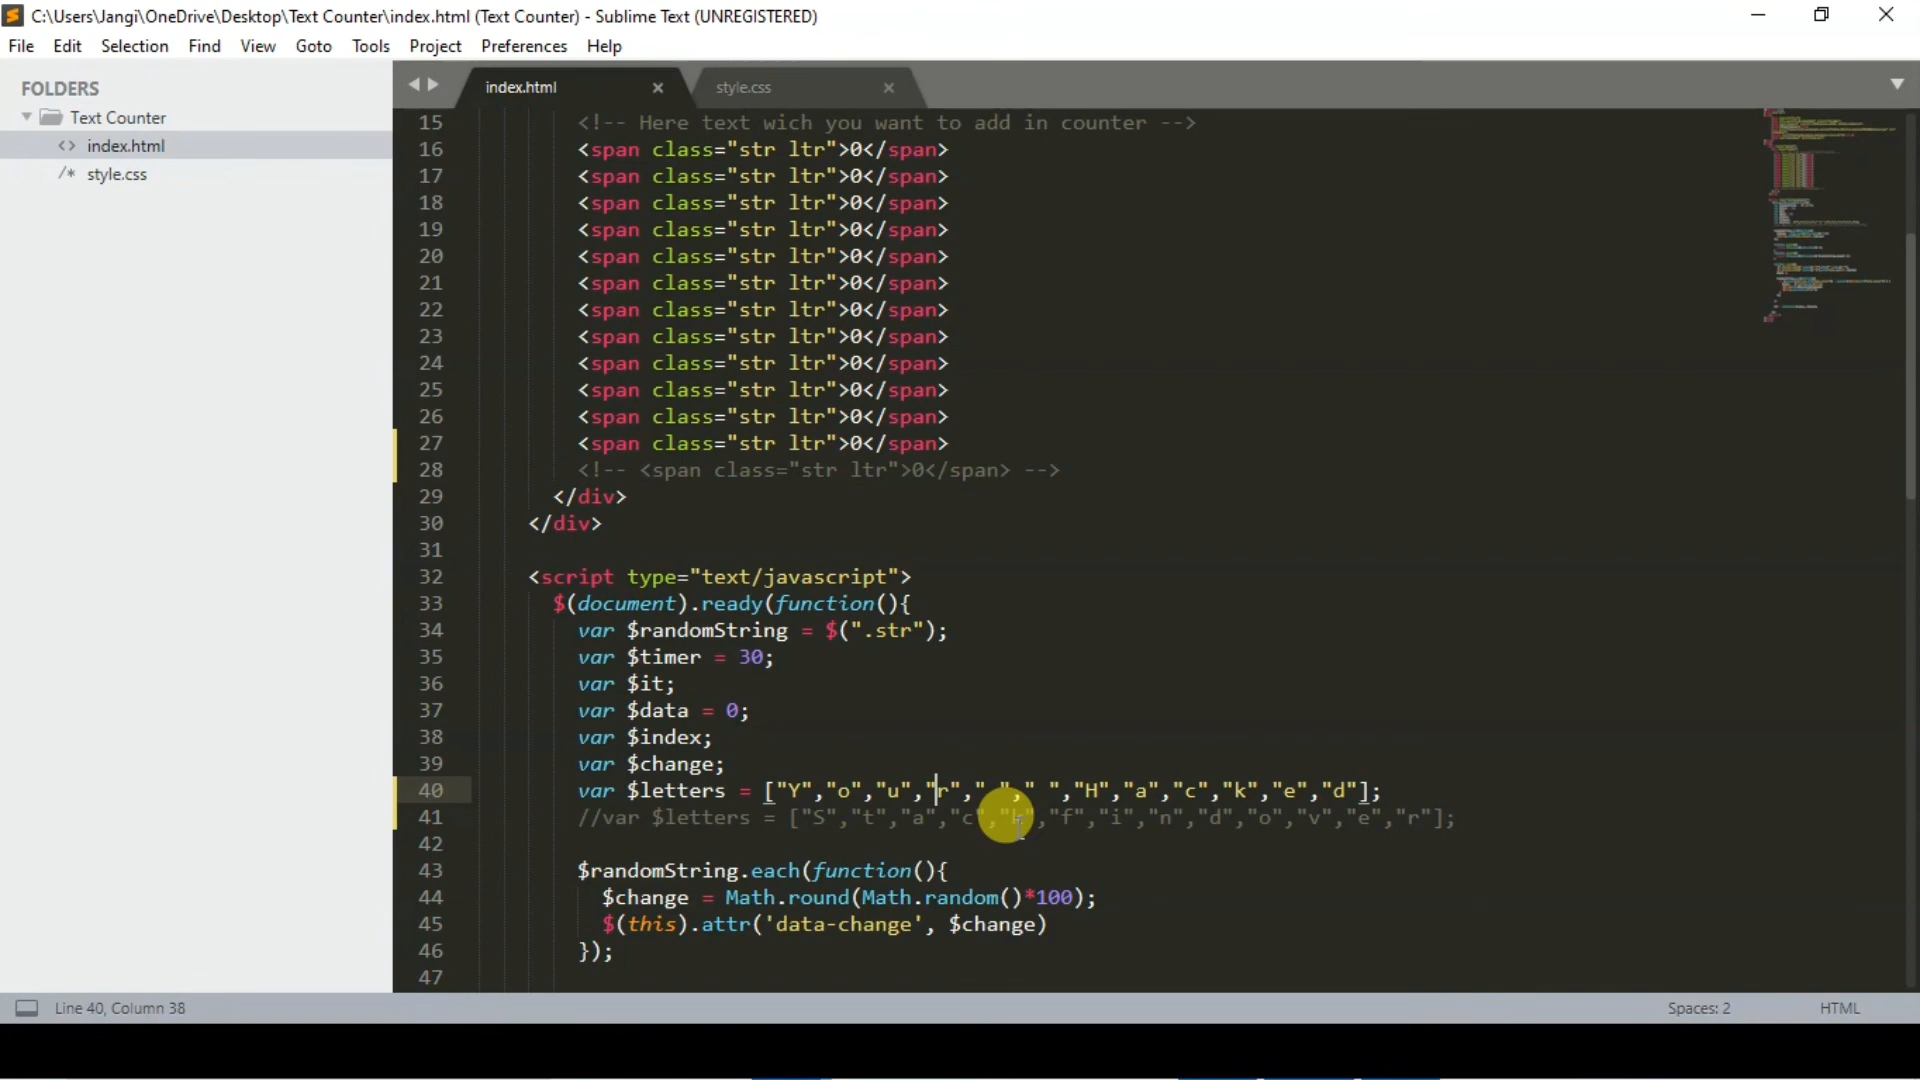 C:\Users\Jangi\OneDrive\Desktop\Text Counter\index.html (Text Counter) - Sublime Text (UNREGISTERED)
File Edit Selection Find View Goto Tools Project Preferences Help
FOLDERS
Text Counter
<> index.html
/* style.css
index.html × style.css ×
15 <!-- Here text wich you want to add in counter -->
16 <span class="str ltr">0</span>
17 <span class="str ltr">0</span>
18 <span class="str ltr">0</span>
19 <span class="str ltr">0</span>
20 <span class="str ltr">0</span>
21 <span class="str ltr">0</span>
22 <span class="str ltr">0</span>
23 <span class="str ltr">0</span>
24 <span class="str ltr">0</span>
25 <span class="str ltr">0</span>
26 <span class="str ltr">0</span>
27 <span class="str ltr">0</span>
28 <!-- <span class="str ltr">0</span> -->
29 </div>
30 </div>
31
32 <script type="text/javascript">
33 $(document).ready(function(){
34 var $randomString = $(".str");
35 var $timer = 30;
36 var $it;
37 var $data = 0;
38 var $index;
39 var $change;
40 var $letters = ["Y","o","u","r"," "," ","H","a","c","k","e","d"];
41 //var $letters = ["S","t","a","c","k","f","i","n","d","o","v","e","r"];
42
43 $randomString.each(function(){
44 $change = Math.round(Math.random()*100);
45 $(this).attr('data-change', $change)
46 });
47
Line 40, Column 38 Spaces: 2 HTML